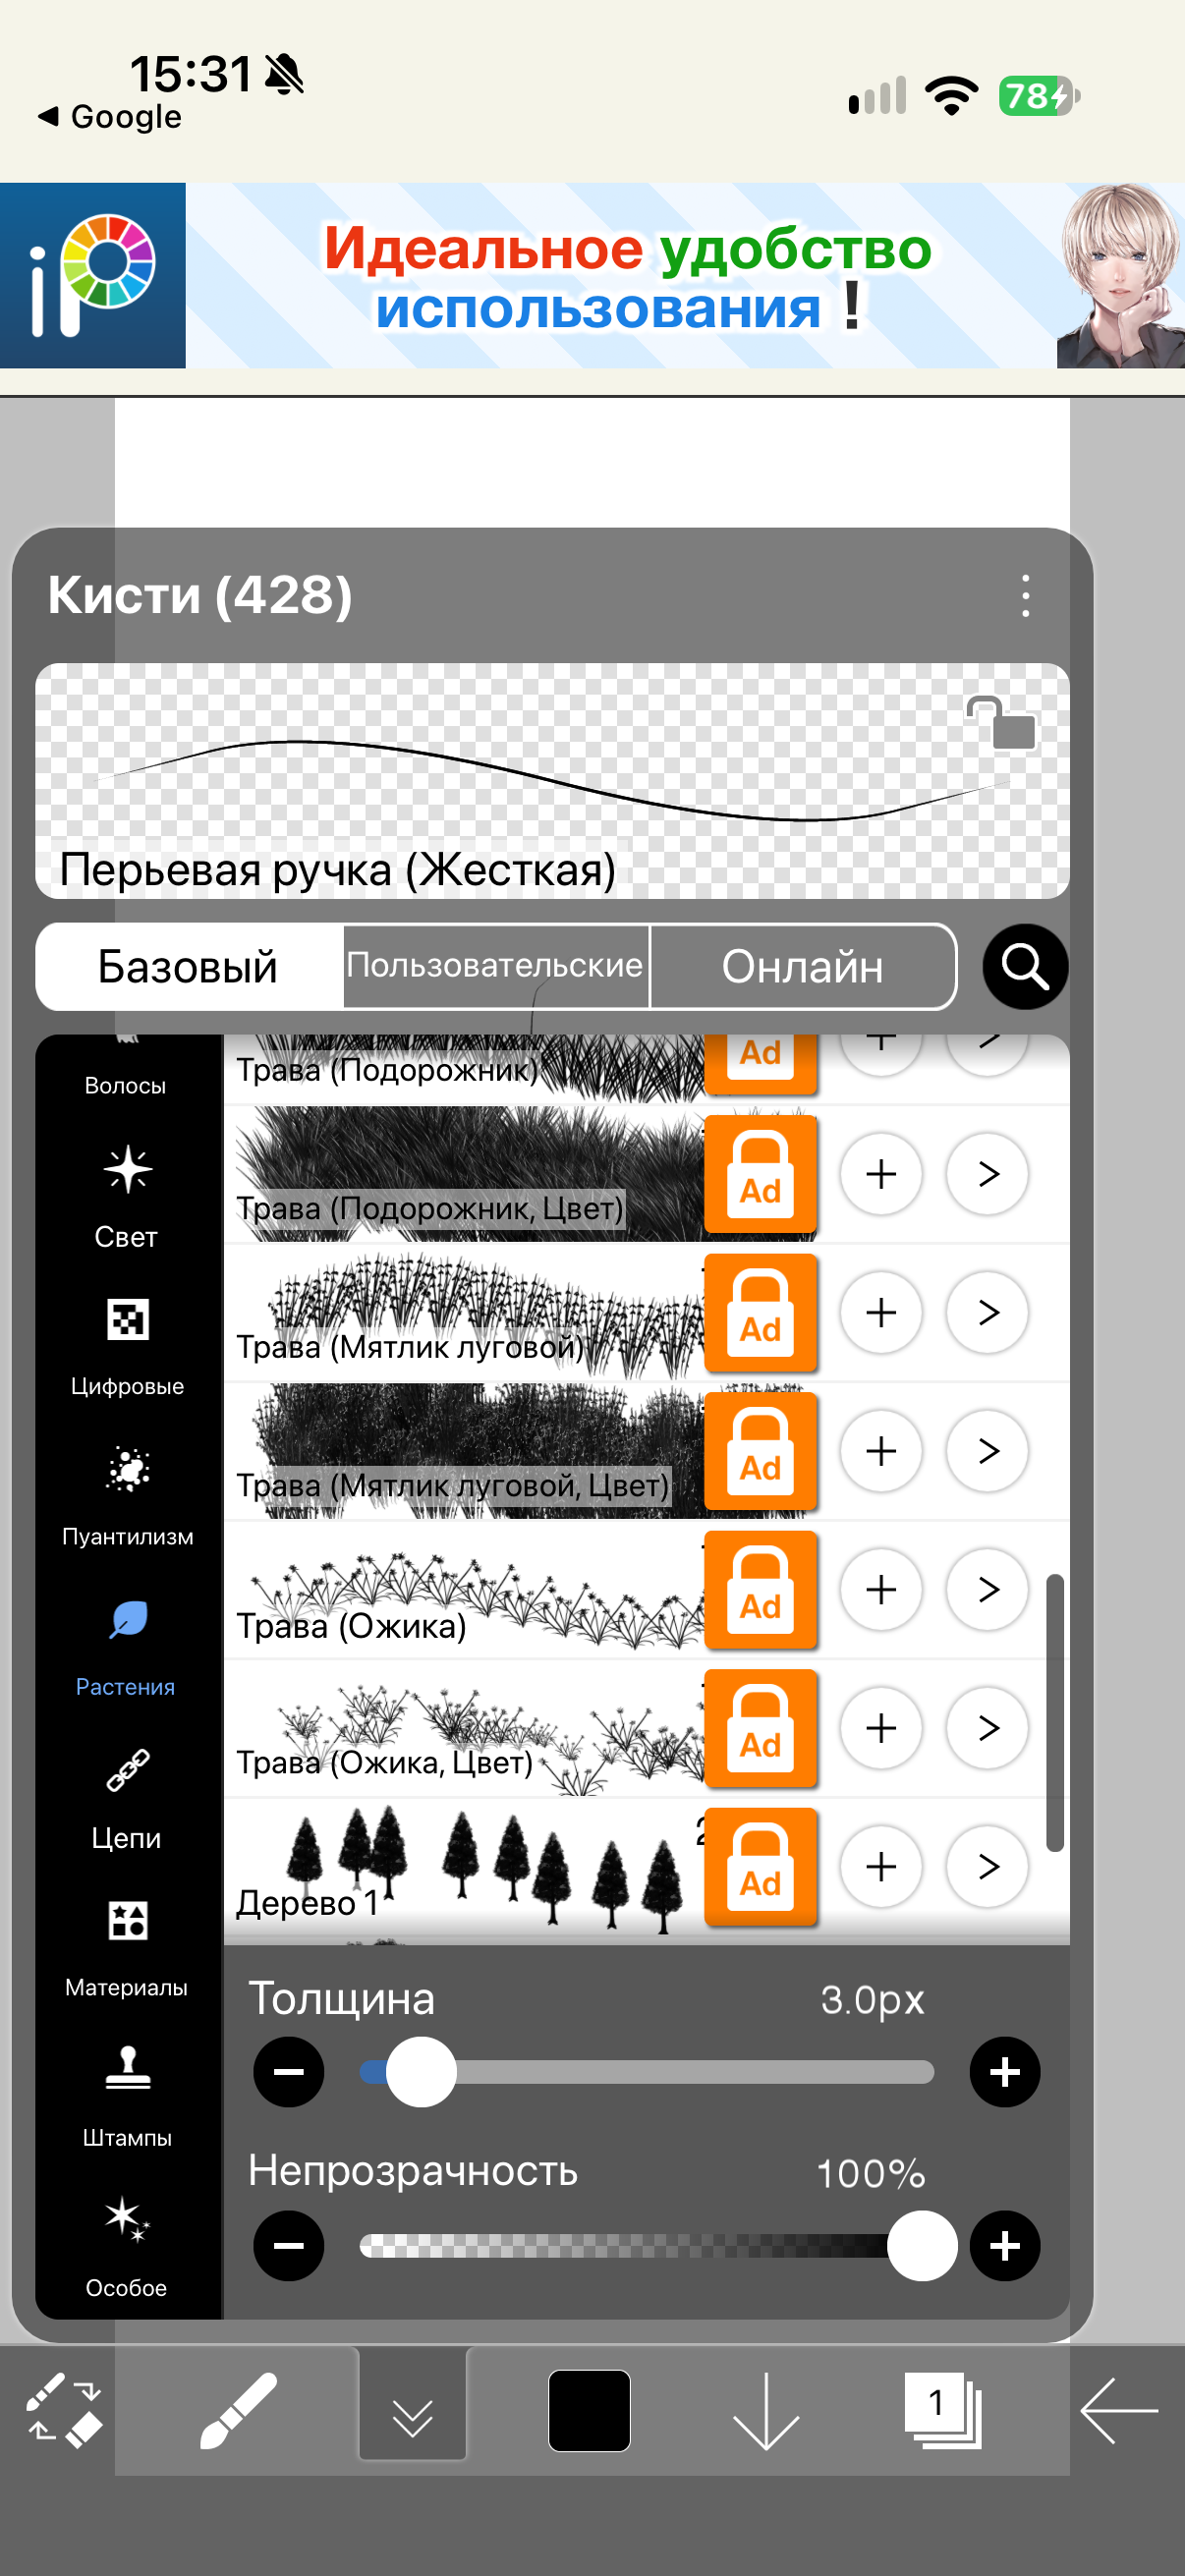 15:31
Google
78
iP
Идеальное удобство
использования !
Кисти (428)
Перьевая ручка (Жесткая)
Базовый
Пользовательские
Онлайн
Волосы
Свет
Цифровые
Пуантилизм
Растения
Цепи
Материалы
Штампы
Особое
Трава (Подорожник)
Ad
Трава (Подорожник, Цвет)
Ad
Трава (Мятлик луговой)
Ad
Трава (Мятлик луговой, Цвет)
Ad
Трава (Ожика)
Ad
Трава (Ожика, Цвет)
Ad
Дерево 1
Ad
Толщина
3.0px
Непрозрачность
100%
1